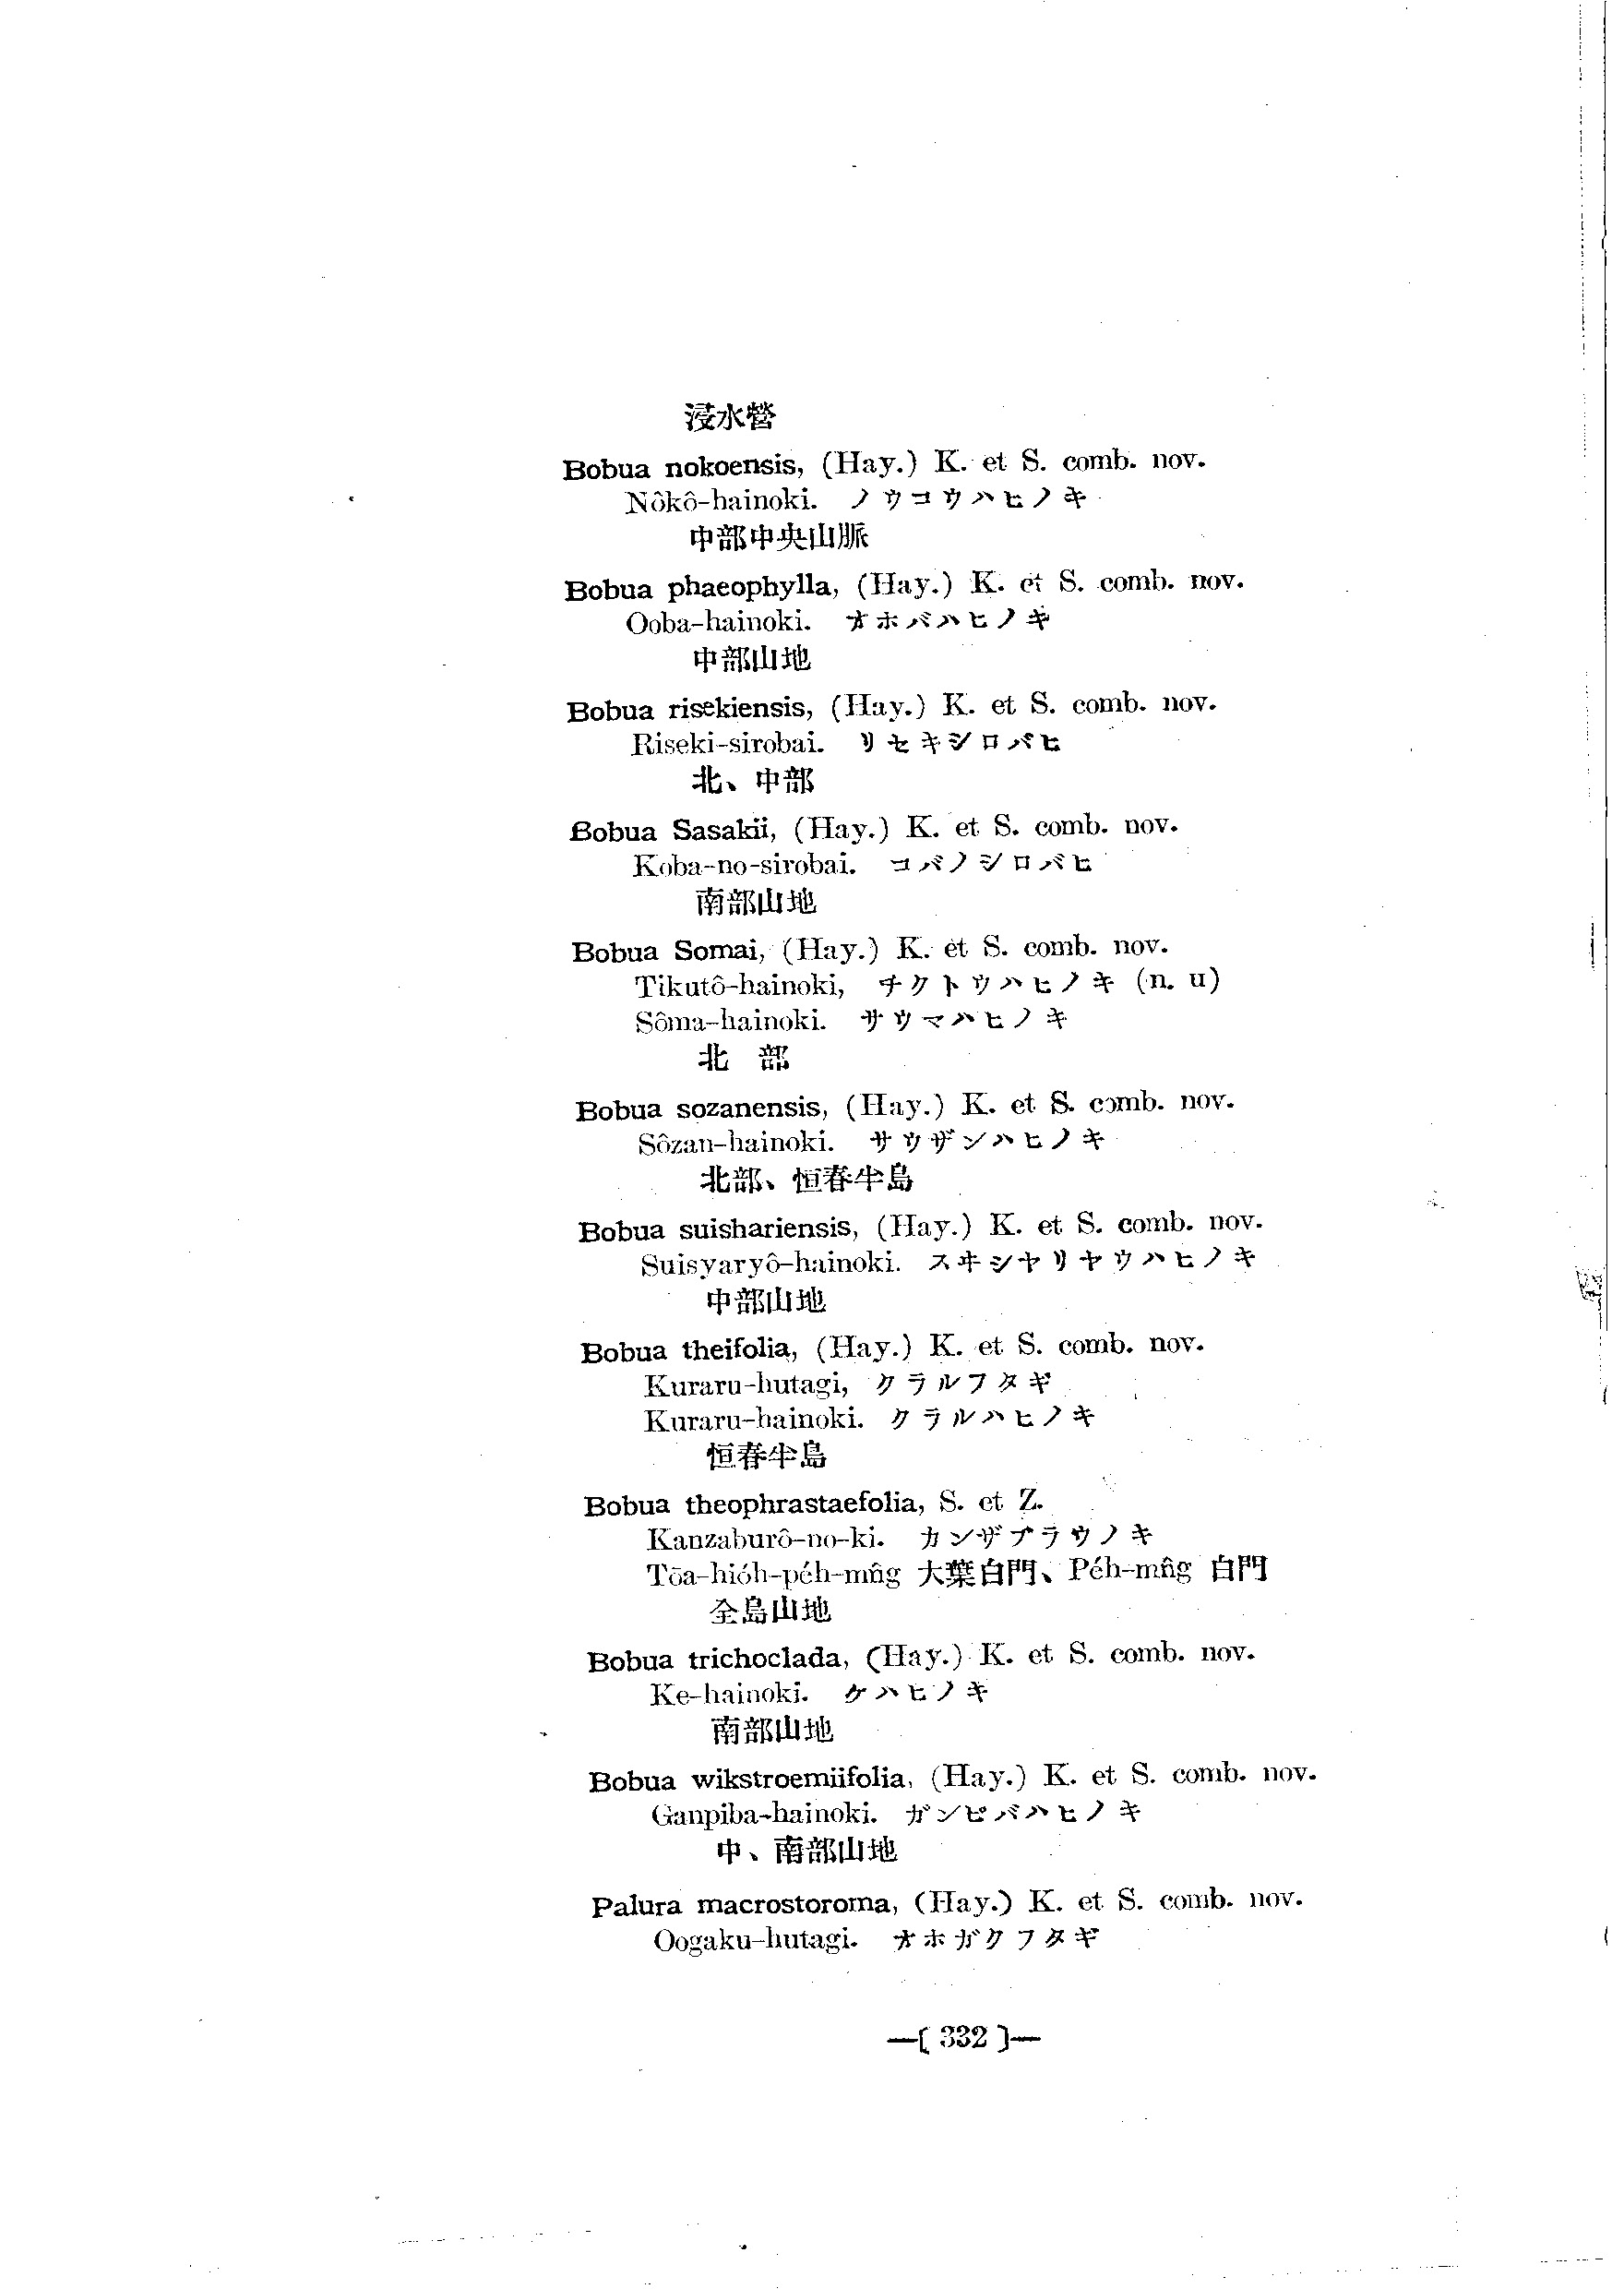 浸水營
Bobua nokoensis, (Hay.) K. et S. comb. nov.
Nôkô-hainoki. ノウコウハヒノキ
中部中央山脈
Bobua phaeophylla, (Hay.) K. et S. comb. nov.
Ooba-hainoki. オホバハヒノキ
中部山地
Bobua risekiensis, (Hay.) K. et S. comb. nov.
Riseki-sirobai. リセキシロバヒ
北、中部
Bobua Sasakii, (Hay.) K. et S. comb. nov.
Koba-no-sirobai. コバノシロバヒ
南部山地
Bobua Somai, (Hay.) K. et S. comb. nov.
Tikutô-hainoki, チクトウハヒノキ (n. u)
Sôma-hainoki. サウマハヒノキ
北 部
Bobua sozanensis, (Hay.) K. et S. comb. nov.
Sôzan-hainoki. サウザンハヒノキ
北部、恒春半島
Bobua suishariensis, (Hay.) K. et S. comb. nov.
Suisyaryô-hainoki. スヰシヤリヤウハヒノキ
中部山地
Bobua theifolia, (Hay.) K. et S. comb. nov.
Kuraru-hutagi, クラルフタギ
Kuraru-hainoki. クラルハヒノキ
恒春半島
Bobua theophrastaefolia, S. et Z.
Kanzaburô-no-ki. カンザブラウノキ
Tōa-hióh-péh-mn̂g 大葉白門、Péh-mn̂g 白門
全島山地
Bobua trichoclada, (Hay.) K. et S. comb. nov.
Ke-hainoki. ケハヒノキ
南部山地
Bobua wikstroemiifolia, (Hay.) K. et S. comb. nov.
Ganpiba-hainoki. ガンピバハヒノキ
中、南部山地
Palura macrostoroma, (Hay.) K. et S. comb. nov.
Oogaku-hutagi. オホガクフタギ
—( 332 )—